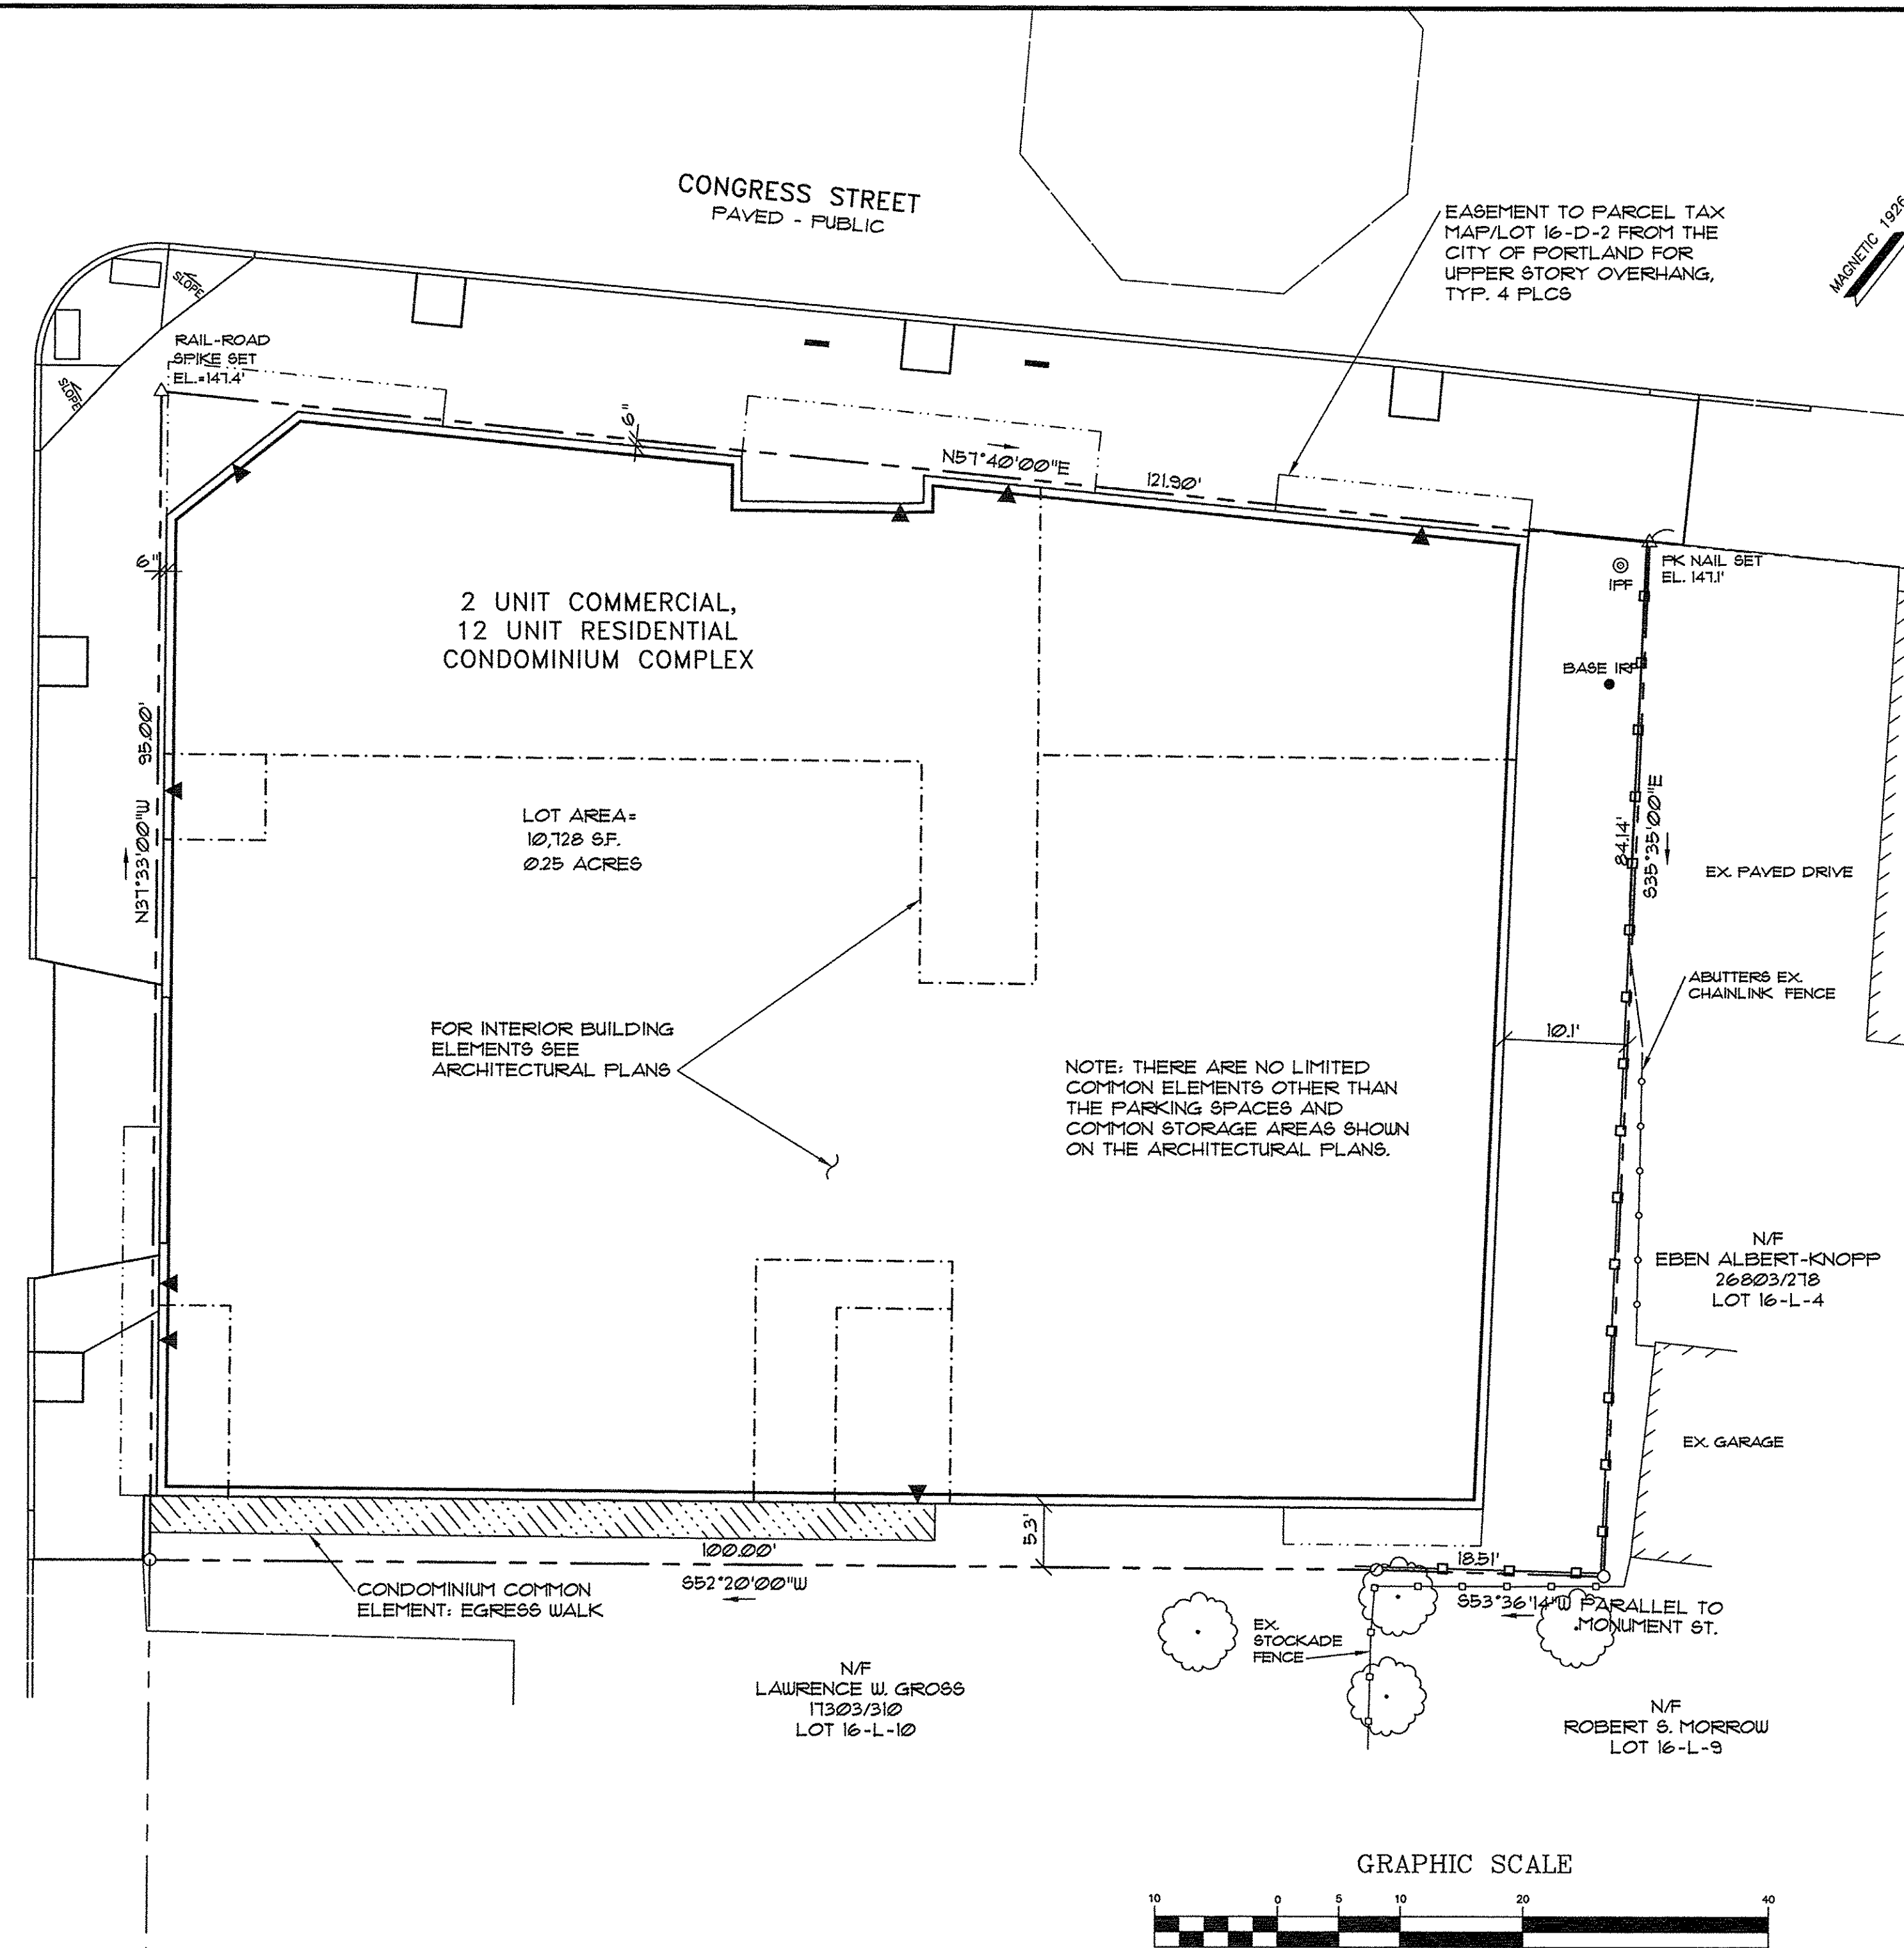 CONGRESS STREET
PAVED - PUBLIC
EASEMENT TO PARCEL TAX
MAP/LOT 16-D-2 FROM THE
CITY OF PORTLAND FOR
UPPER STORY OVERHANG,
TYP. 4 PLCS
MAGNETIC 1926
SLOPE
SLOPE
RAIL-ROAD
SPIKE SET
EL.=147.4'
6"
N57°40'00"E
121.90'
6"
IPF
PK NAIL SET
EL. 147.1'
2 UNIT COMMERCIAL,
12 UNIT RESIDENTIAL
CONDOMINIUM COMPLEX
BASE IRF
N37°33'00"W 95.00'
LOT AREA=
10,728 S.F.
0.25 ACRES
84.14'
S35°35'00"E
EX. PAVED DRIVE
ABUTTERS EX.
CHAINLINK FENCE
10.1'
FOR INTERIOR BUILDING
ELEMENTS SEE
ARCHITECTURAL PLANS
NOTE: THERE ARE NO LIMITED
COMMON ELEMENTS OTHER THAN
THE PARKING SPACES AND
COMMON STORAGE AREAS SHOWN
ON THE ARCHITECTURAL PLANS.
N/F
EBEN ALBERT-KNOPP
26803/278
LOT 16-L-4
EX. GARAGE
5.3'
100.00'
S52°20'00"W
18.51'
S53°36'14"W PARALLEL TO
MONUMENT ST.
CONDOMINIUM COMMON
ELEMENT: EGRESS WALK
EX.
STOCKADE
FENCE
N/F
LAWRENCE W. GROSS
17303/310
LOT 16-L-10
N/F
ROBERT S. MORROW
LOT 16-L-9
GRAPHIC SCALE
10 0 5 10 20 40